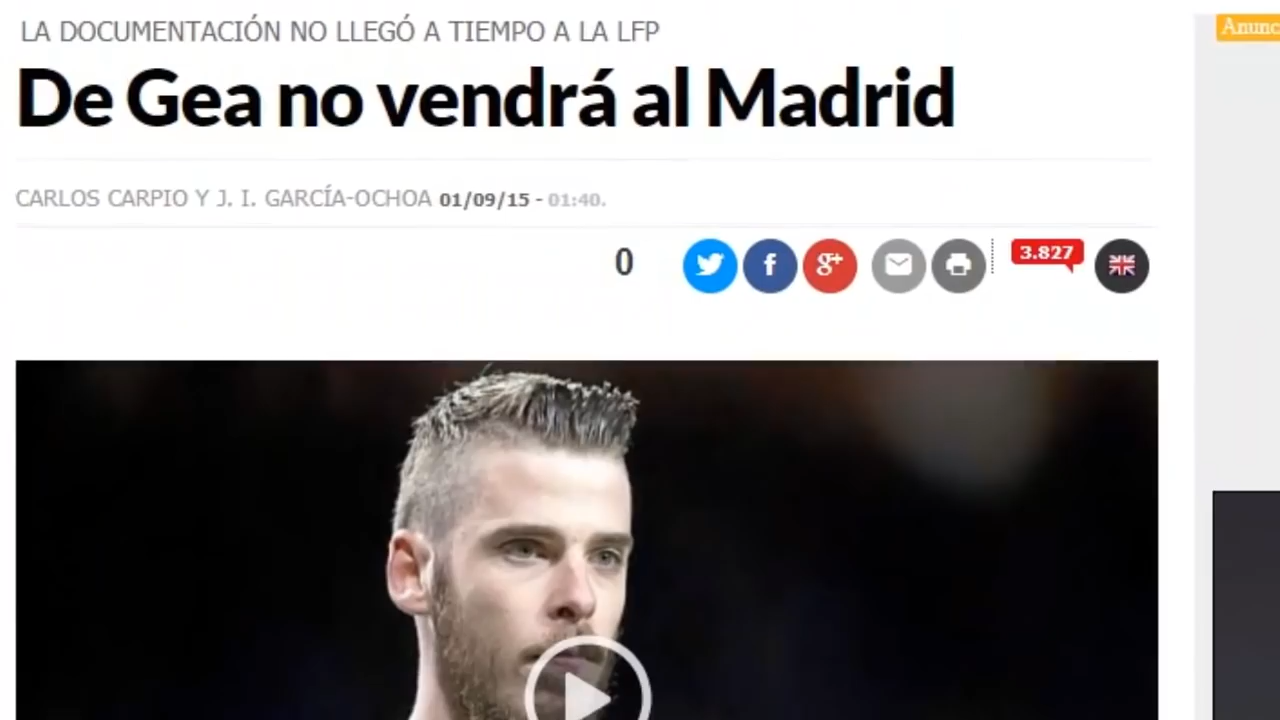 LA DOCUMENTACIÓN NO LLEGÓ A TIEMPO A LA LFP
Anunc
De Gea no vendrá al Madrid
CARLOS CARPIO Y J. I. GARCÍA-OCHOA 01/09/15 - 01:40.
0 f g+ 3.827